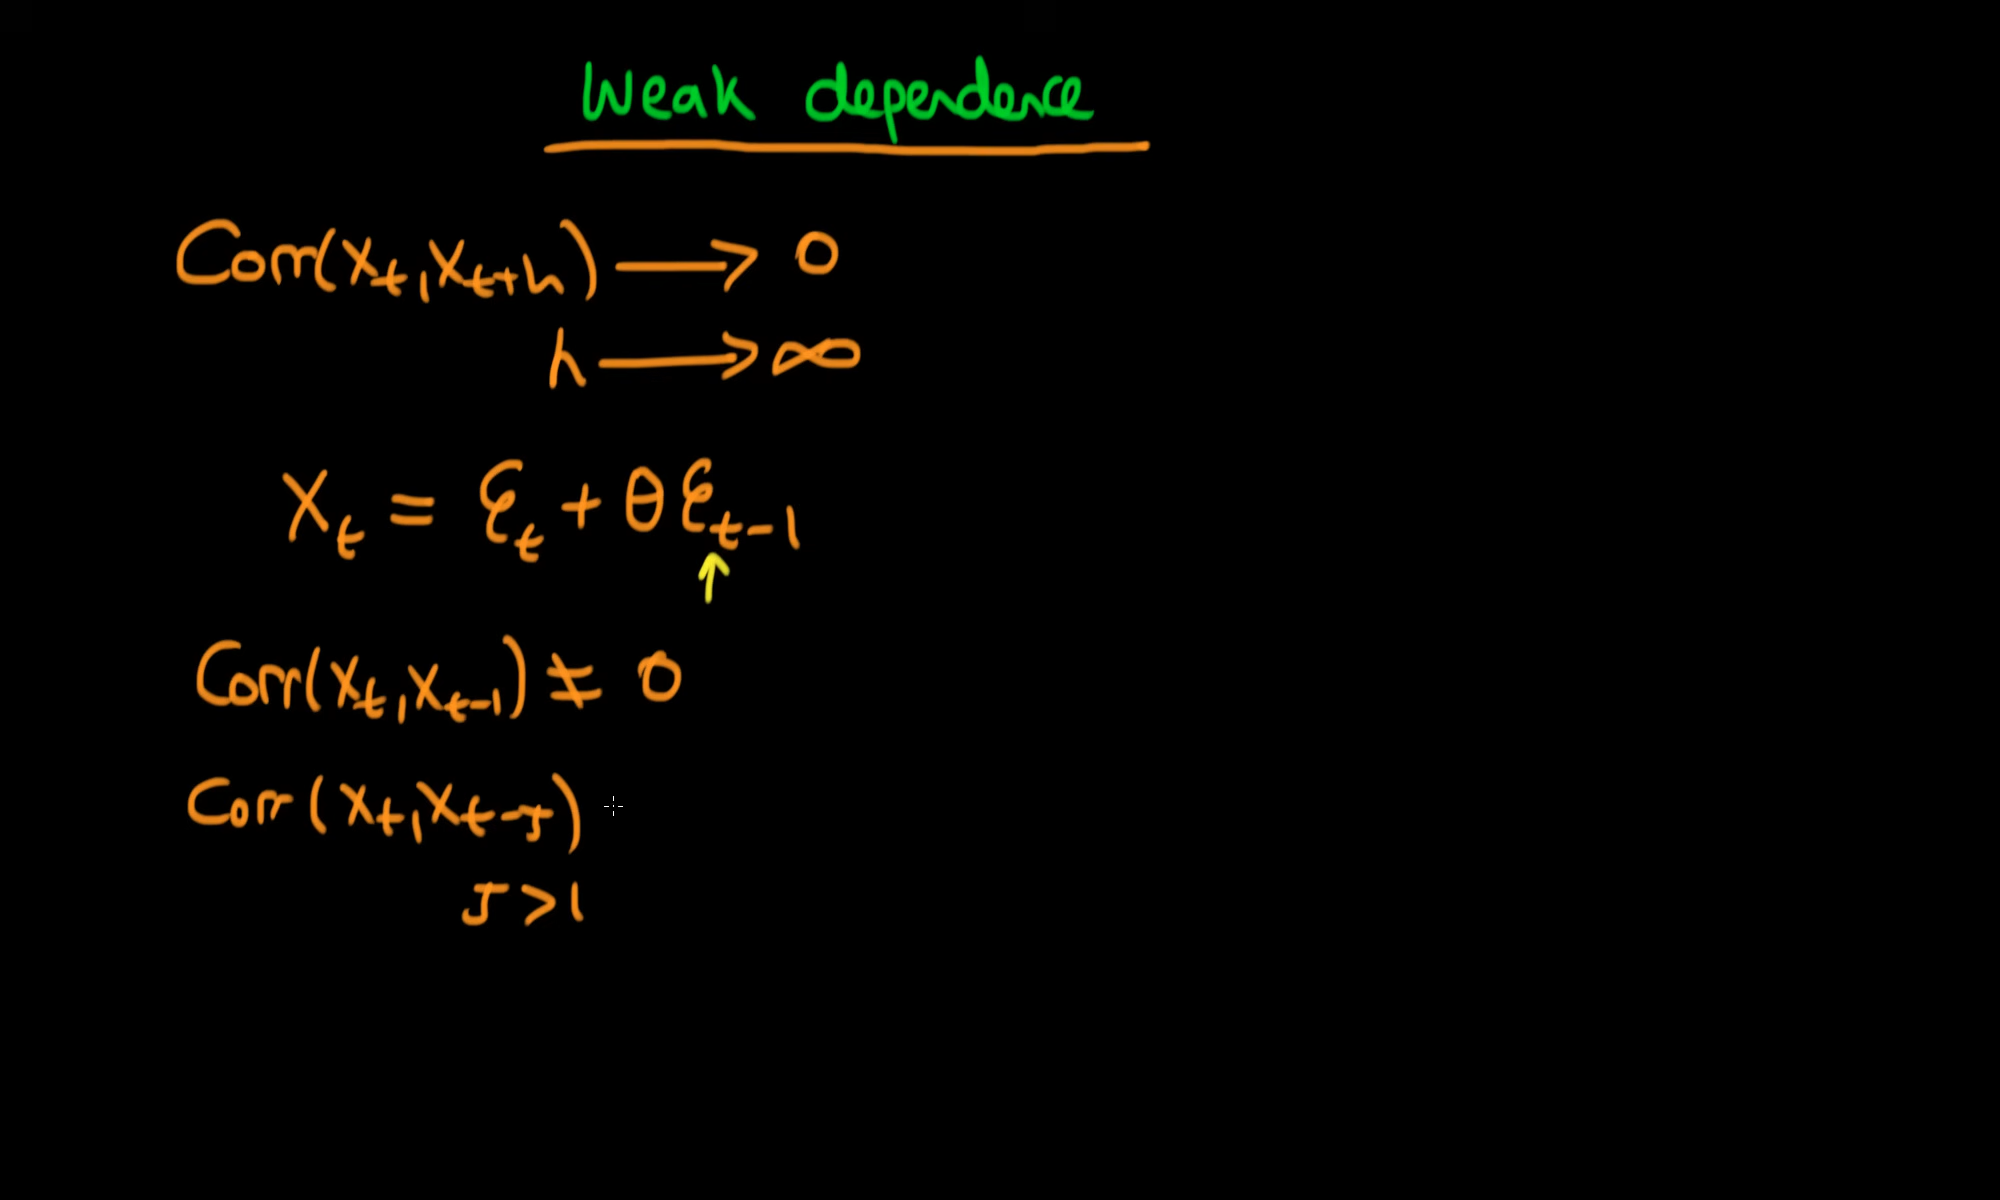 Weak dependence
Corr(Xₜ, Xₜ₊ₕ) ⟶ 0
h ⟶ ∞
Xₜ = εₜ + θεₜ₋₁
↑
Corr(Xₜ, Xₜ₋₁) ≠ 0
Corr(Xₜ, Xₜ₋J)
J > 1